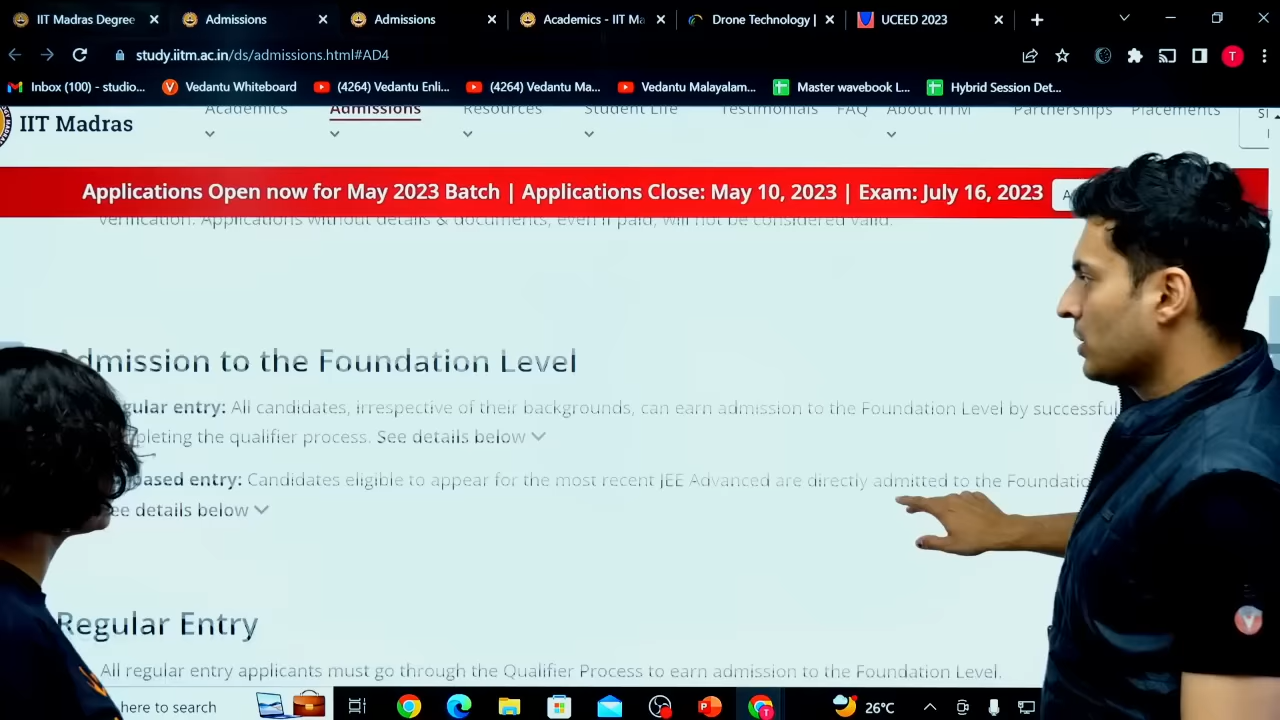 IIT Madras Degree
Admissions
Admissions
Academics - IIT Ma
Drone Technology |
UCEED 2023
study.iitm.ac.in/ds/admissions.html#AD4
T
Inbox (100) - studio...
Vedantu Whiteboard
(4264) Vedantu Enli...
(4264) Vedantu Ma...
Vedantu Malayalam...
Master wavebook L...
Hybrid Session Det...
IIT Madras
Academics
Admissions
Resources
Student Life
Testimonials
FAQ
About IITM
Partnerships
Placements
Applications Open now for May 2023 Batch | Applications Close: May 10, 2023 | Exam: July 16, 2023
verification. Applications without details & documents, even if paid, will not be considered valid.
Admission to the Foundation Level
gular entry: All candidates, irrespective of their backgrounds, can earn admission to the Foundation Level by successful
pleting the qualifier process. See details below
based entry: Candidates eligible to appear for the most recent JEE Advanced are directly admitted to the Foundatio
ee details below
Regular Entry
All regular entry applicants must go through the Qualifier Process to earn admission to the Foundation Level.
here to search
26°C